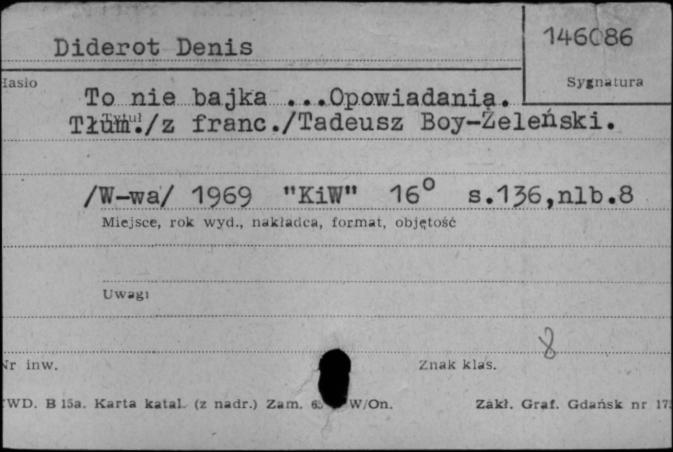 Diderot Denis
146086
Hasło
Sygnatura
To nie bajka ...Opowiadania.
Tytuł
Tłum./z franc./Tadeusz Boy-Żeleński.
/W-wa/ 1969 "KiW" 16° s.136,nlb.8
Miejsce, rok wyd., nakładca, format, objętość
Uwagi
8
Nr inw.
Znak klas.
WD. B 15a. Karta katal. (z nadr.) Zam. W/On.
Zakł. Graf. Gdańsk nr